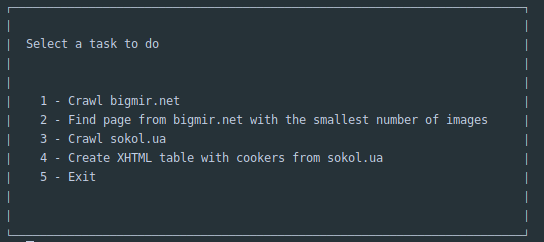 Select a task to do
1 - Crawl bigmir.net
2 - Find page from bigmir.net with the smallest number of images
3 - Crawl sokol.ua
4 - Create XHTML table with cookers from sokol.ua
5 - Exit